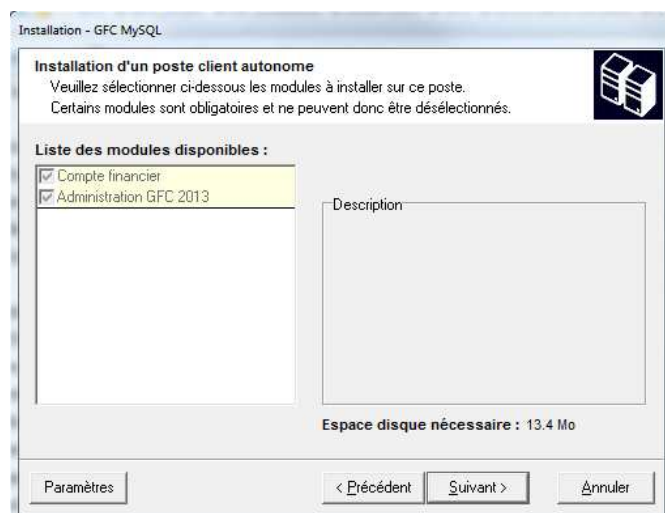 Installation - GFC MySQL
Installation d'un poste client autonome
Veuillez sélectionner ci-dessous les modules à installer sur ce poste.
Certains modules sont obligatoires et ne peuvent donc être désélectionnés.
Liste des modules disponibles :
Compte financier
Administration GFC 2013
Description
Espace disque nécessaire : 13.4 Mo
Paramètres
< Précédent
Suivant >
Annuler